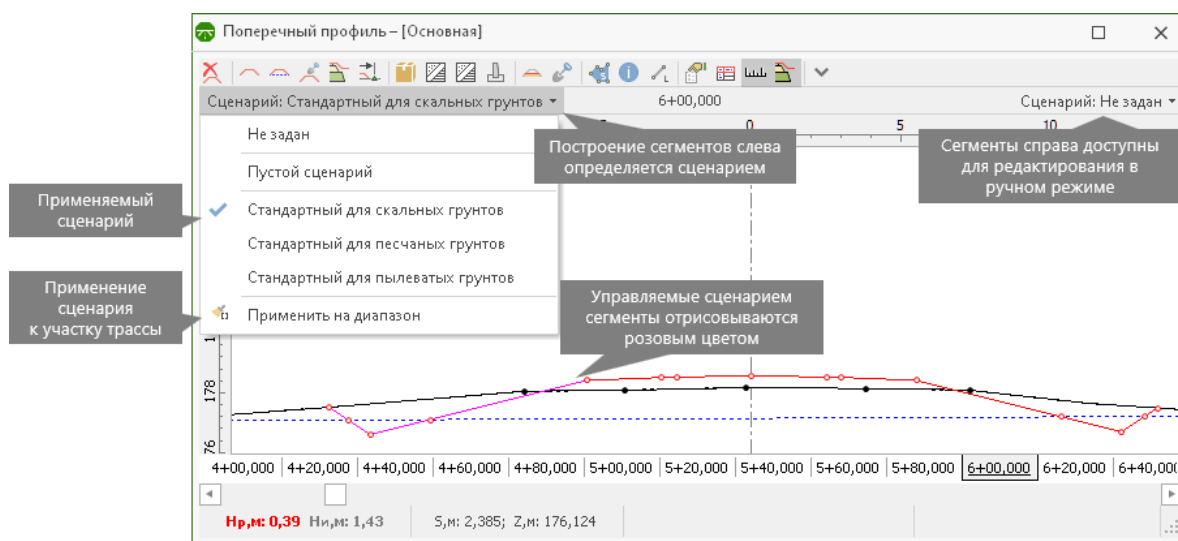 Поперечный профиль – [Основная]
Сценарий: Стандартный для скальных грунтов
6+00,000
Сценарий: Не задан
0
5
10
Не задан
Пустой сценарий
Стандартный для скальных грунтов
Стандартный для песчаных грунтов
Стандартный для пылеватых грунтов
Применить на диапазон
Построение сегментов слева
определяется сценарием
Сегменты справа доступны
для редактирования в
ручном режиме
Применяемый
сценарий
Применение
сценария
к участку трассы
Управляемые сценарием
сегменты отрисовываются
розовым цветом
178
76
4+00,000 4+20,000 4+40,000 4+60,000 4+80,000 5+00,000 5+20,000 5+40,000 5+60,000 5+80,000 6+00,000 6+20,000 6+40,00
Нр,м: 0,39 Ни,м: 1,43 S,м: 2,385; Z,м: 176,124